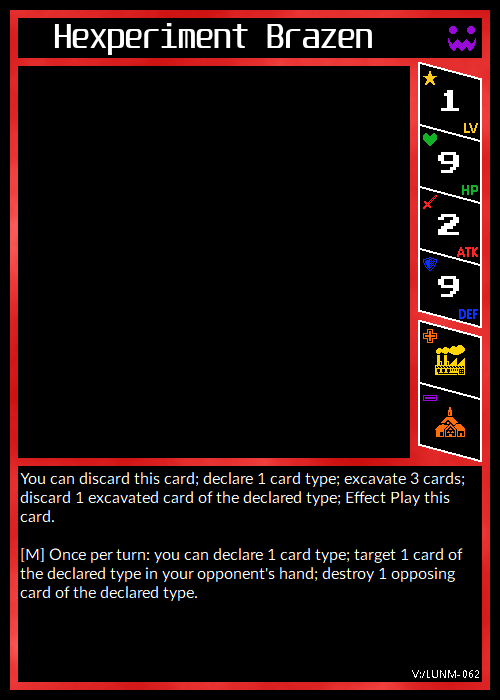 Hexperiment Brazen
1
LV
9
HP
2
ATK
9
DEF
You can discard this card; declare 1 card type; excavate 3 cards;
discard 1 excavated card of the declared type; Effect Play this
card.
[M] Once per turn: you can declare 1 card type; target 1 card of
the declared type in your opponent's hand; destroy 1 opposing
card of the declared type.
V:/LUNM-062